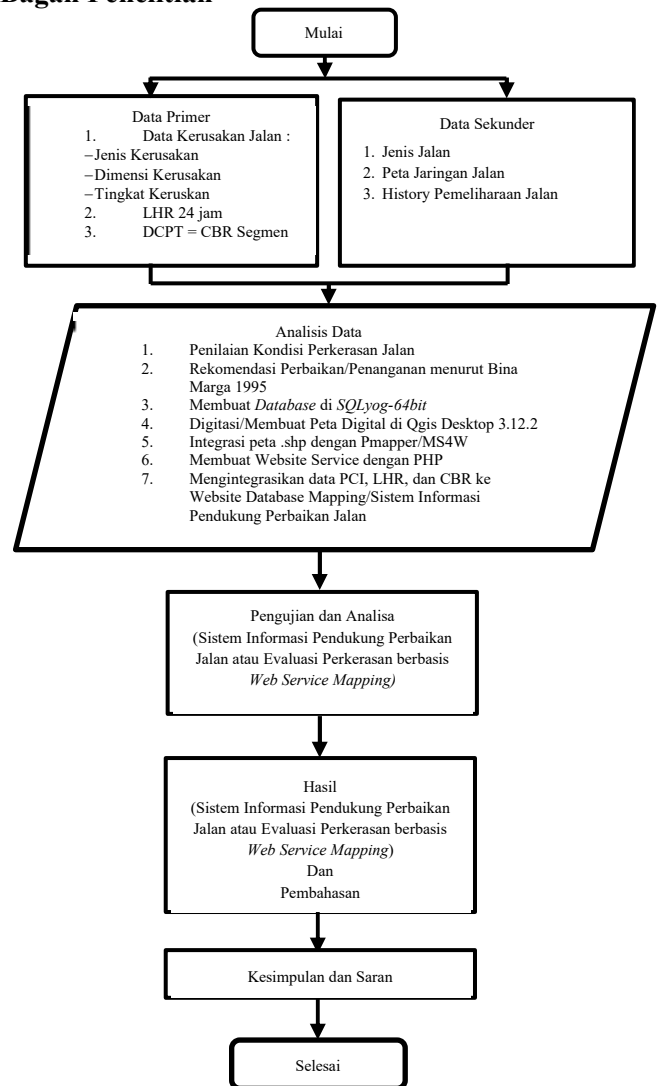 Bagan Penelitian
Mulai
Data Primer
1. Data Kerusakan Jalan :
–Jenis Kerusakan
–Dimensi Kerusakan
–Tingkat Keruskan
2. LHR 24 jam
3. DCPT = CBR Segmen
Data Sekunder
1. Jenis Jalan
2. Peta Jaringan Jalan
3. History Pemeliharaan Jalan
Analisis Data
1. Penilaian Kondisi Perkerasan Jalan
2. Rekomendasi Perbaikan/Penanganan menurut Bina
Marga 1995
3. Membuat Database di SQLyog-64bit
4. Digitasi/Membuat Peta Digital di Qgis Desktop 3.12.2
5. Integrasi peta .shp dengan Pmapper/MS4W
6. Membuat Website Service dengan PHP
7. Mengintegrasikan data PCI, LHR, dan CBR ke
Website Database Mapping/Sistem Informasi
Pendukung Perbaikan Jalan
Pengujian dan Analisa
(Sistem Informasi Pendukung Perbaikan
Jalan atau Evaluasi Perkerasan berbasis
Web Service Mapping)
Hasil
(Sistem Informasi Pendukung Perbaikan
Jalan atau Evaluasi Perkerasan berbasis
Web Service Mapping)
Dan
Pembahasan
Kesimpulan dan Saran
Selesai